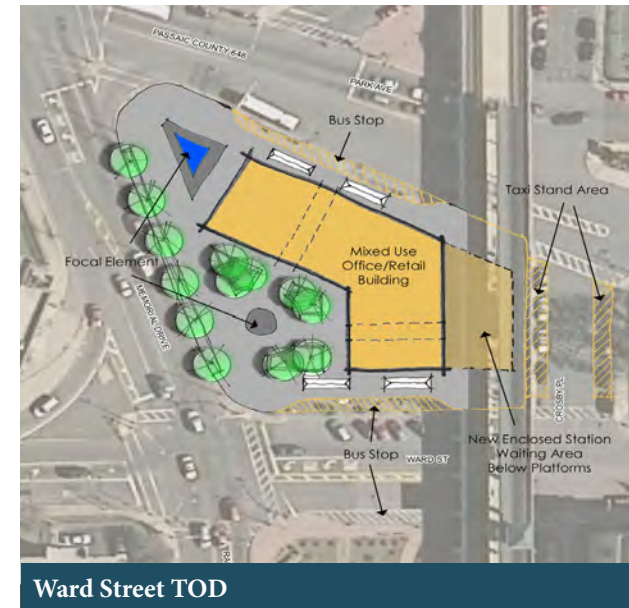 PASSAIC COUNTY 648
PARK AVE
Bus Stop
Taxi Stand Area
Mixed Use
Office/Retail
Building
Focal Element
MEMORIAL DRIVE
CROSBY PL
New Enclosed Station
Waiting Area
Below Platforms
Bus Stop
WARD ST
Ward Street TOD